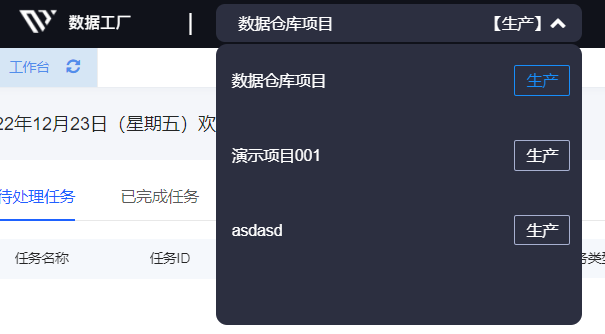 数据工厂 | 数据仓库项目 【生产】
工作台
数据仓库项目 生产
22年12月23日（星期五）欢
演示项目001 生产
待处理任务 已完成任务
asdasd 生产
任务名称 任务ID 务类型